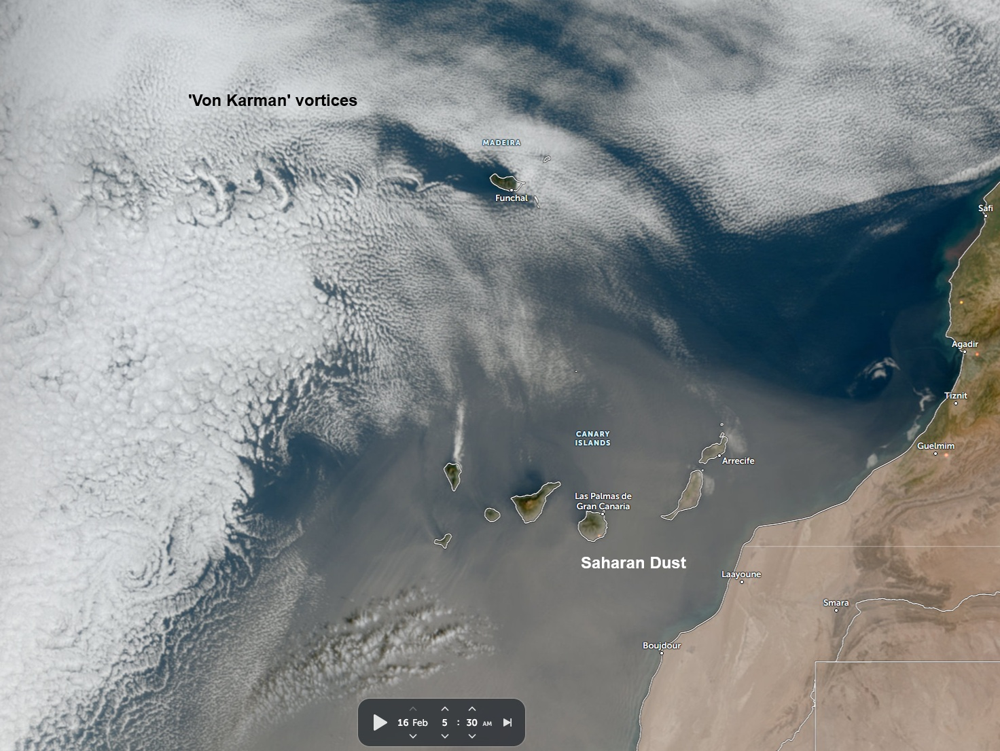 'Von Karman' vortices
MADEIRA
Funchal
Safi
Agadir
Tiznit
CANARY
ISLANDS
Guelmim
Arrecife
Las Palmas de
Gran Canaria
Saharan Dust
Laayoune
Smara
Boujdour
16 Feb 5 : 30 AM